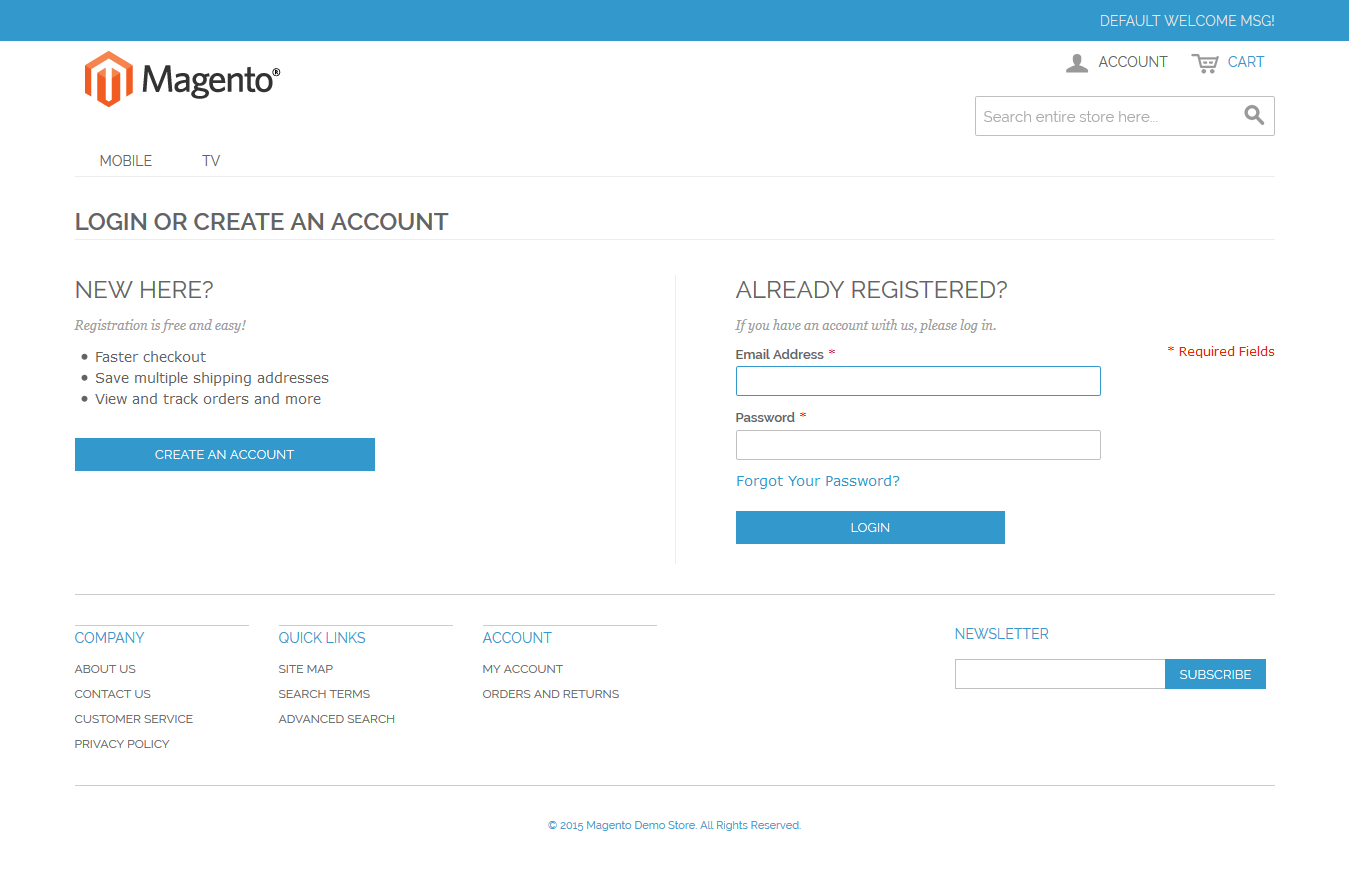 DEFAULT WELCOME MSG!
Magento®
ACCOUNT
CART
Search entire store here...
MOBILE
TV
LOGIN OR CREATE AN ACCOUNT
NEW HERE?
Registration is free and easy!
Faster checkout
Save multiple shipping addresses
View and track orders and more
CREATE AN ACCOUNT
ALREADY REGISTERED?
If you have an account with us, please log in.
* Required Fields
Email Address *
Password *
Forgot Your Password?
LOGIN
COMPANY
ABOUT US
CONTACT US
CUSTOMER SERVICE
PRIVACY POLICY
QUICK LINKS
SITE MAP
SEARCH TERMS
ADVANCED SEARCH
ACCOUNT
MY ACCOUNT
ORDERS AND RETURNS
NEWSLETTER
SUBSCRIBE
© 2015 Magento Demo Store. All Rights Reserved.